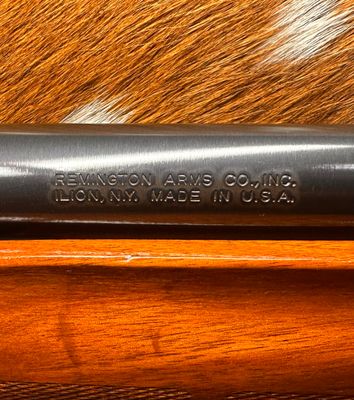 REMINGTON ARMS CO., INC.
ILION, N.Y. MADE IN U.S.A.